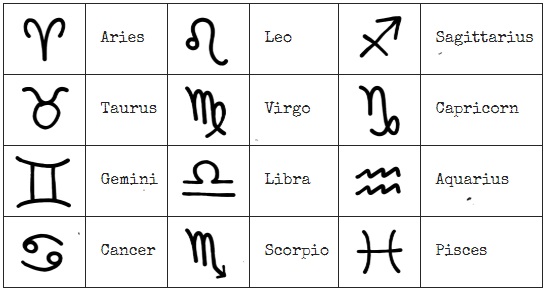 ♈ Aries ♌ Leo ♐ Sagittarius
♉ Taurus ♍ Virgo ♑ Capricorn
♊ Gemini ♎ Libra ♒ Aquarius
♋ Cancer ♏ Scorpio ♓ Pisces